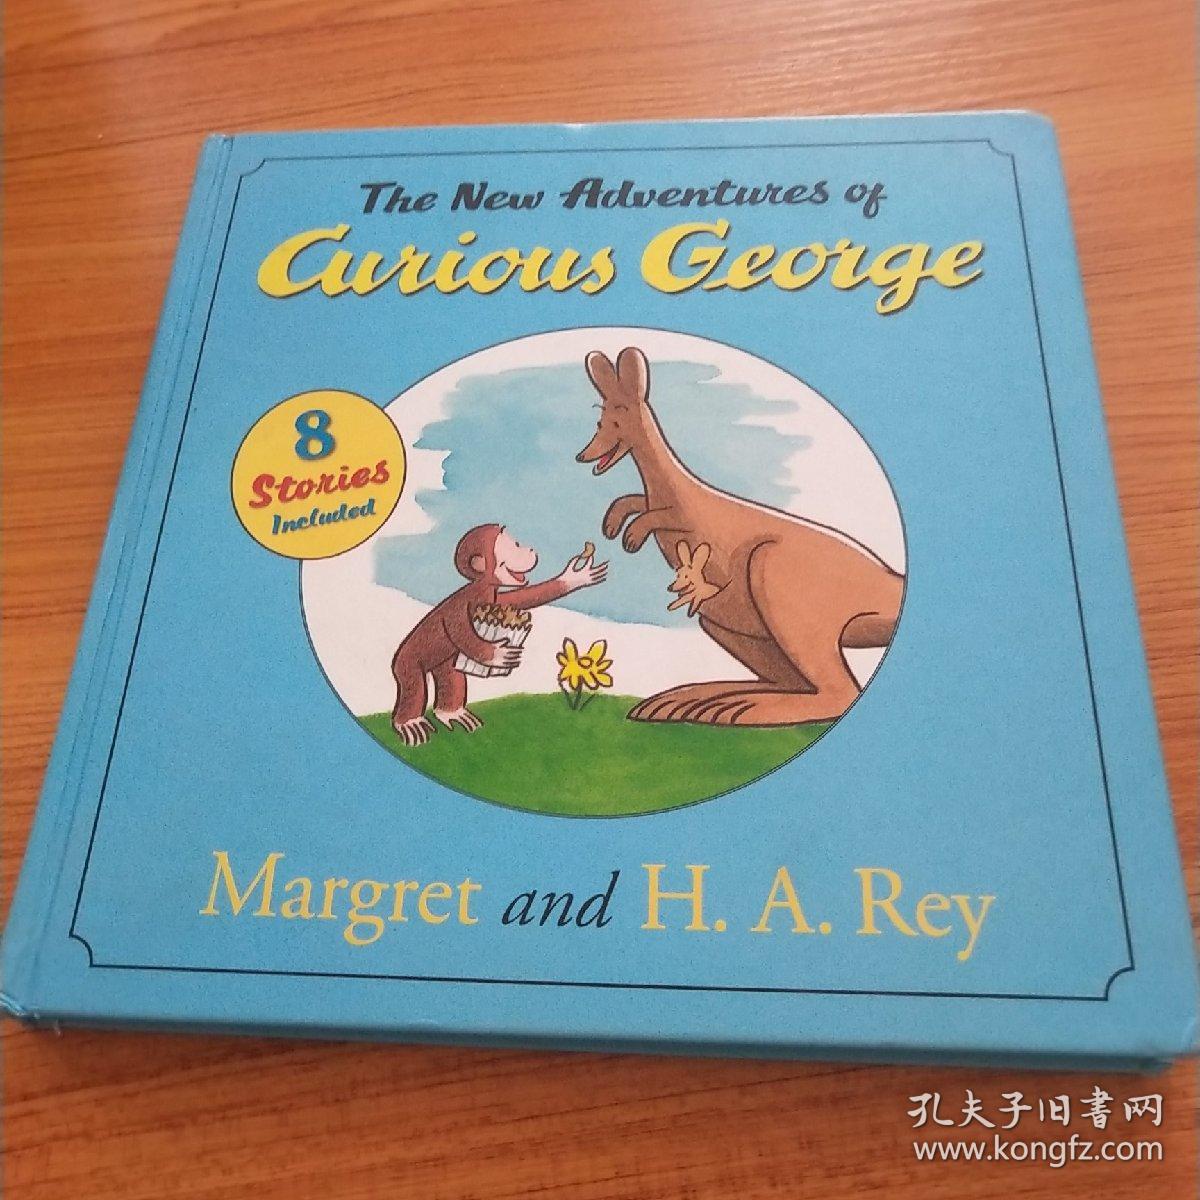 The New Adventures of
Curious George
8
Stories
Included
Margret and H. A. Rey
孔夫子旧書网
www.kongfz.com